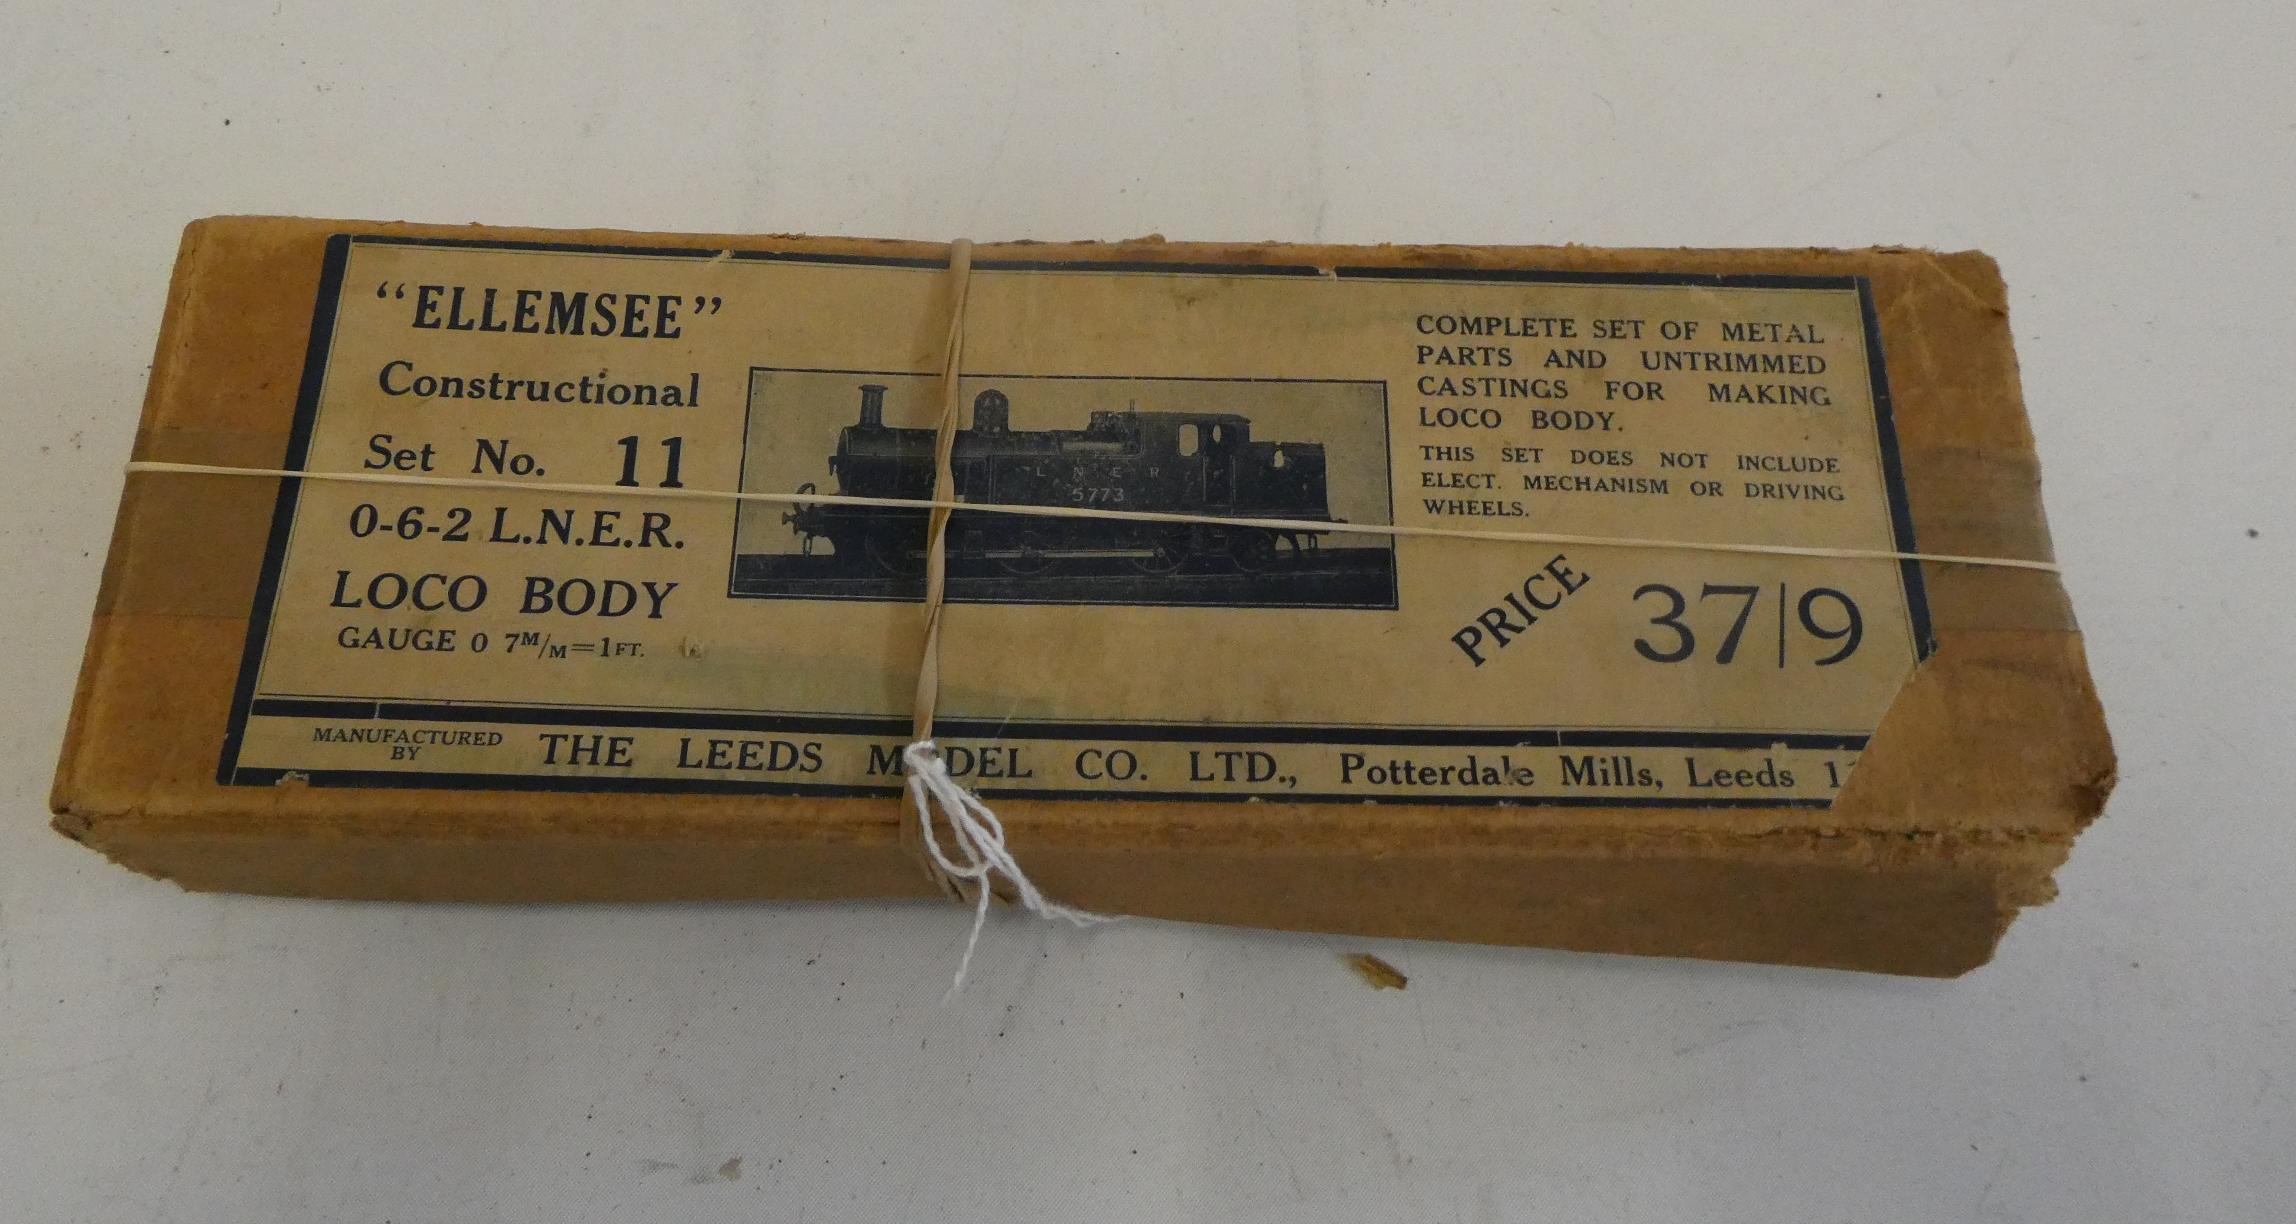 "ELLEMSEE"
Constructional
Set No. 11
0-6-2 L.N.E.R.
LOCO BODY
GAUGE 0 7M/M=1FT.
L N E R
5773
COMPLETE SET OF METAL
PARTS AND UNTRIMMED
CASTINGS FOR MAKING
LOCO BODY.
THIS SET DOES NOT INCLUDE
ELECT. MECHANISM OR DRIVING
WHEELS.
PRICE 37/9
MANUFACTURED
BY
THE LEEDS MODEL CO. LTD., Potterdale Mills, Leeds